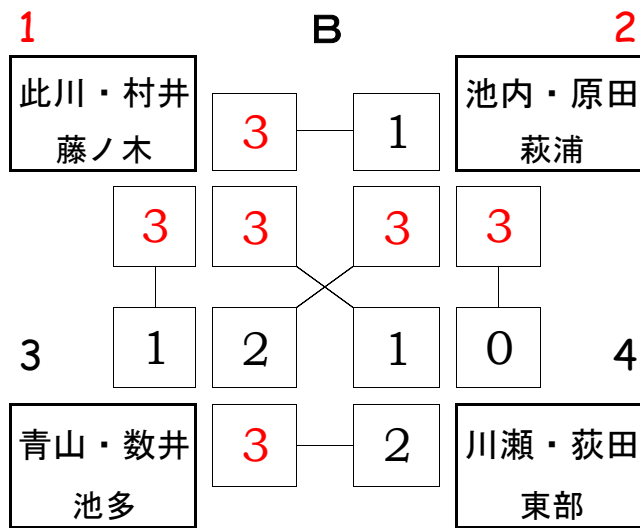 1 B 2
此川・村井 3 1 池内・原田
藤ノ木 萩浦
3 3 3 3
3 1 2 1 0 4
青山・数井 3 2 川瀬・荻田
池多 東部